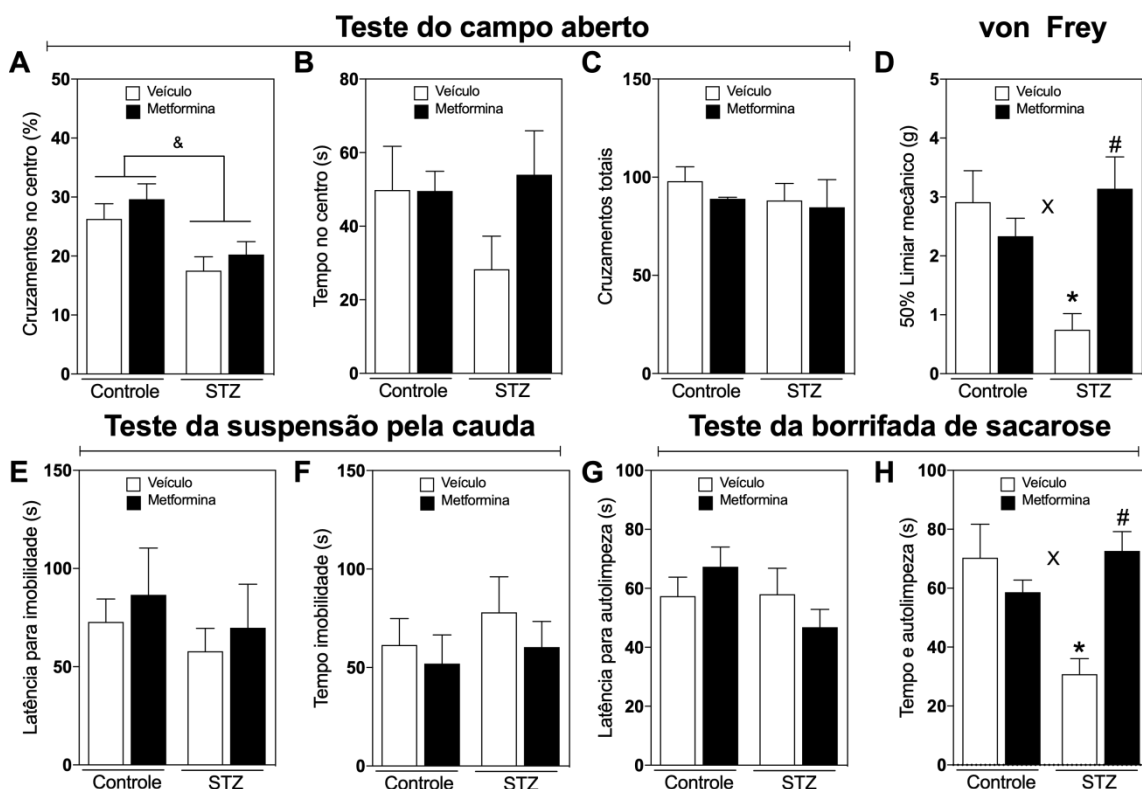 Teste do campo aberto
von Frey
A
50
40
30
20
10
0
Cruzamentos no centro (%)
Veículo
Metformina
&
Controle
STZ
B
80
60
40
20
0
Tempo no centro (s)
Veículo
Metformina
Controle
STZ
C
150
100
50
0
Cruzamentos totais
Veículo
Metformina
Controle
STZ
D
5
4
3
2
1
0
50% Limiar mecânico (g)
Veículo
Metformina
X
*
#
Controle
STZ
Teste da suspensão pela cauda
Teste da borrifada de sacarose
E
150
100
50
0
Latência para imobilidade (s)
Veículo
Metformina
Controle
STZ
F
150
100
50
0
Tempo imobilidade (s)
Veículo
Metformina
Controle
STZ
G
100
80
60
40
20
0
Latência para autolimpeza (s)
Veículo
Metformina
Controle
STZ
H
100
80
60
40
20
0
Tempo e autolimpeza (s)
Veículo
Metformina
X
*
#
Controle
STZ